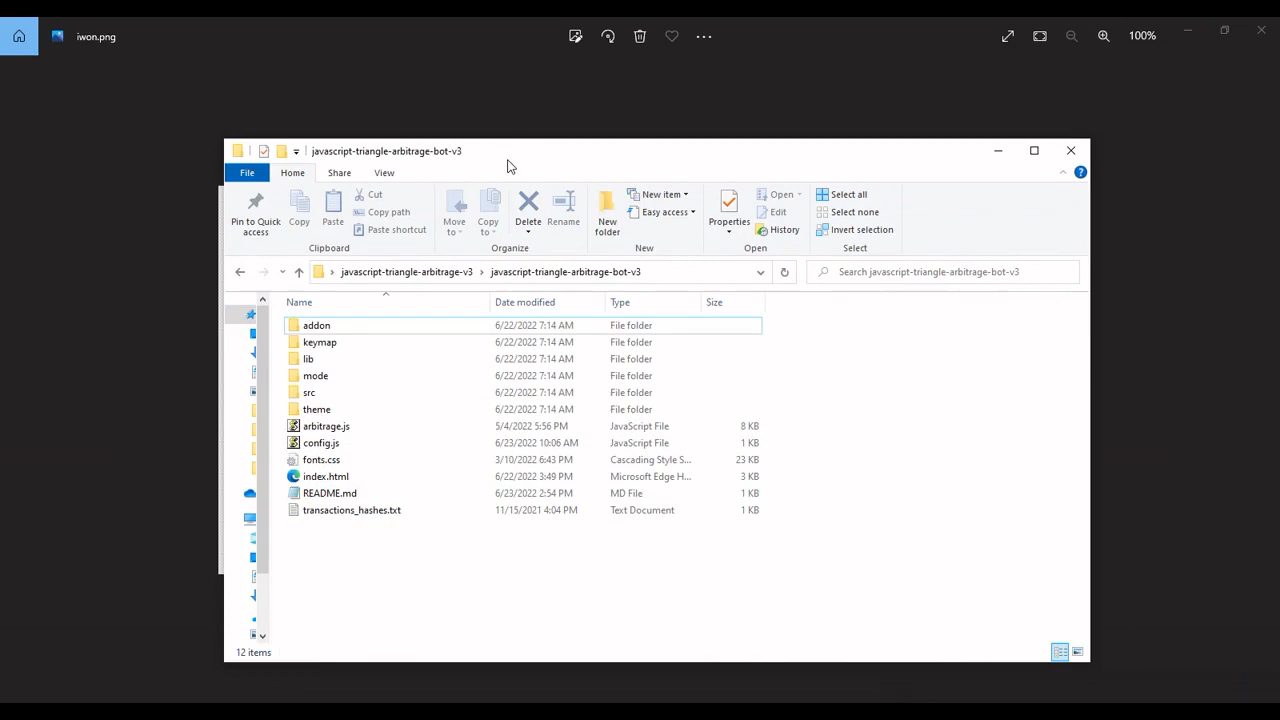 iwon.png
100%
javascript-triangle-arbitrage-bot-v3
File Home Share View
Pin to Quick access
Copy
Paste
Cut
Copy path
Paste shortcut
Clipboard
Move to
Copy to
Delete
Rename
Organize
New folder
New item
Easy access
New
Properties
Open
Edit
History
Open
Select all
Select none
Invert selection
Select
javascript-triangle-arbitrage-v3 › javascript-triangle-arbitrage-bot-v3
Search javascript-triangle-arbitrage-bot-v3
Name Date modified Type Size
addon 6/22/2022 7:14 AM File folder
keymap 6/22/2022 7:14 AM File folder
lib 6/22/2022 7:14 AM File folder
mode 6/22/2022 7:14 AM File folder
src 6/22/2022 7:14 AM File folder
theme 6/22/2022 7:14 AM File folder
arbitrage.js 5/4/2022 5:56 PM JavaScript File 8 KB
config.js 6/23/2022 10:06 AM JavaScript File 1 KB
fonts.css 3/10/2022 6:43 PM Cascading Style S... 23 KB
index.html 6/22/2022 3:49 PM Microsoft Edge H... 3 KB
README.md 6/23/2022 2:54 PM MD File 1 KB
transactions_hashes.txt 11/15/2021 4:04 PM Text Document 1 KB
12 items